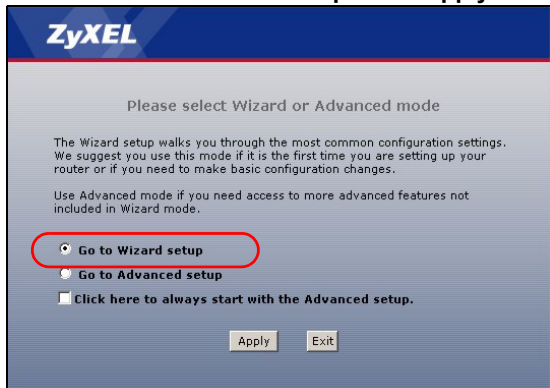 ZyXEL
Please select Wizard or Advanced mode
The Wizard setup walks you through the most common configuration settings.
We suggest you use this mode if it is the first time you are setting up your
router or if you need to make basic configuration changes.
Use Advanced mode if you need access to more advanced features not
included in Wizard mode.
Go to Wizard setup
Go to Advanced setup
Click here to always start with the Advanced setup.
Apply Exit